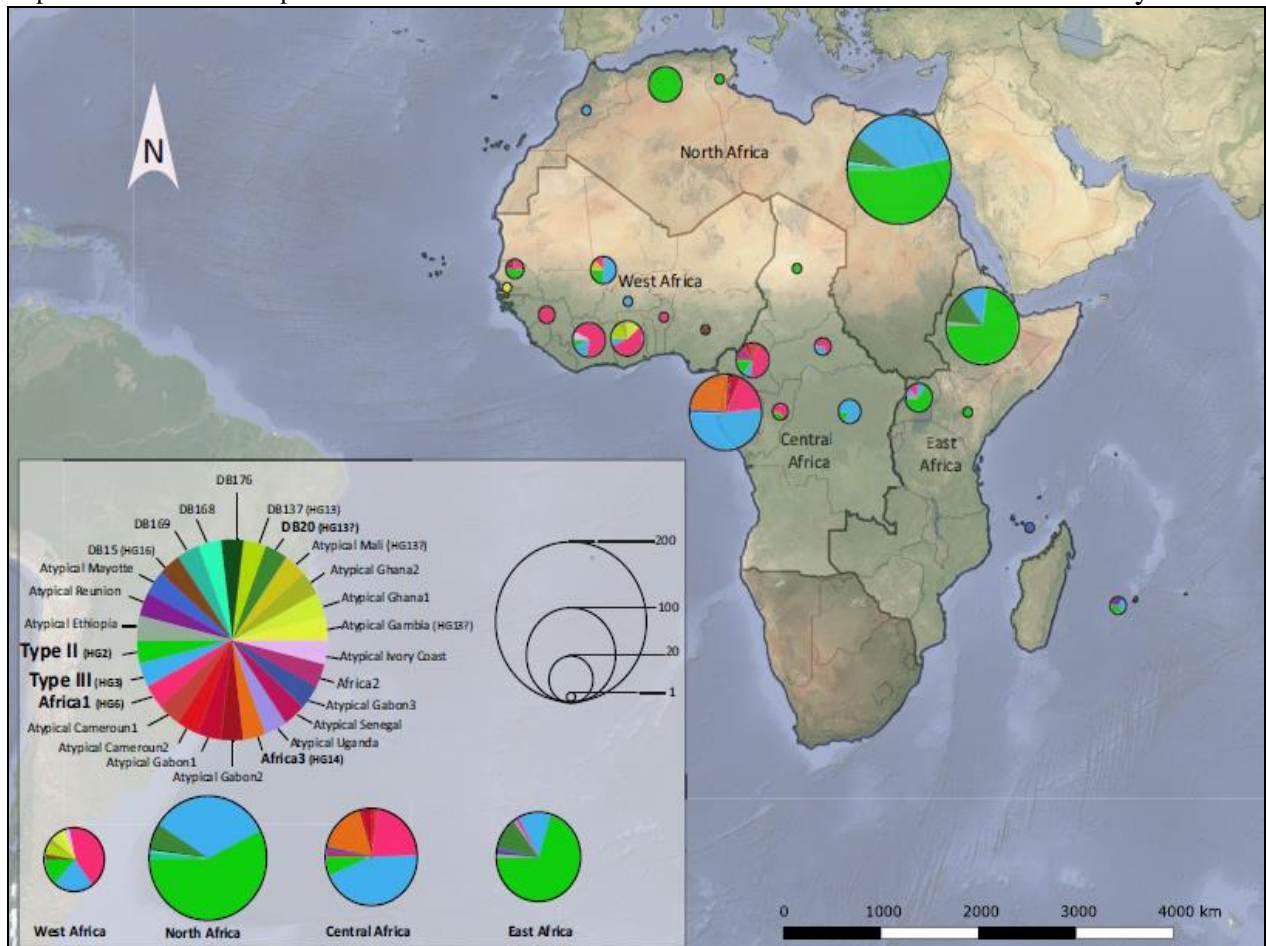 N
North Africa
West Africa
Central
Africa
East
Africa
DB176
DB168
DB137 (HG13)
DB169
DB20 (HG13?)
DB15 (HG16)
Atypical Mali (HG13?)
Atypical Mayotte
Atypical Ghana2
Atypical Reunion
Atypical Ghana1
Atypical Ethiopia
Atypical Gambia (HG13?)
Type II (HG2)
Atypical Ivory Coast
Type III (HG3)
Africa2
Africa1 (HG6)
Atypical Gabon3
Atypical Cameroun1
Atypical Senegal
Atypical Cameroun2
Atypical Uganda
Atypical Gabon1
Africa3 (HG14)
Atypical Gabon2
200
100
20
1
West Africa
North Africa
Central Africa
East Africa
0 1000 2000 3000 4000 km